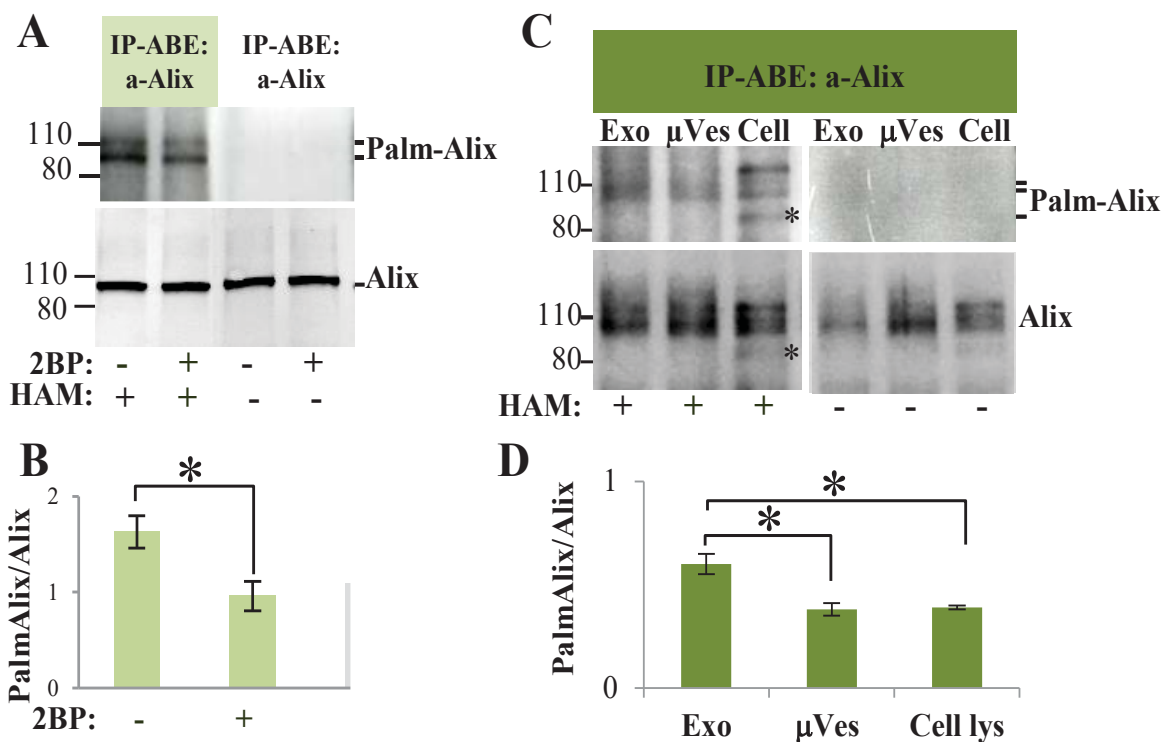 A
IP-ABE:
a-Alix
IP-ABE:
a-Alix
110
80
Palm-Alix
110
80
Alix
2BP: - + - +
HAM: + + - -
B
PalmAlix/Alix
2
1
0
*
2BP: - +
C
IP-ABE: a-Alix
Exo µVes Cell Exo µVes Cell
110
80
*
Palm-Alix
110
80
*
Alix
HAM: + + + - - -
D
PalmAlix/Alix
1
0
*
*
Exo µVes Cell lys